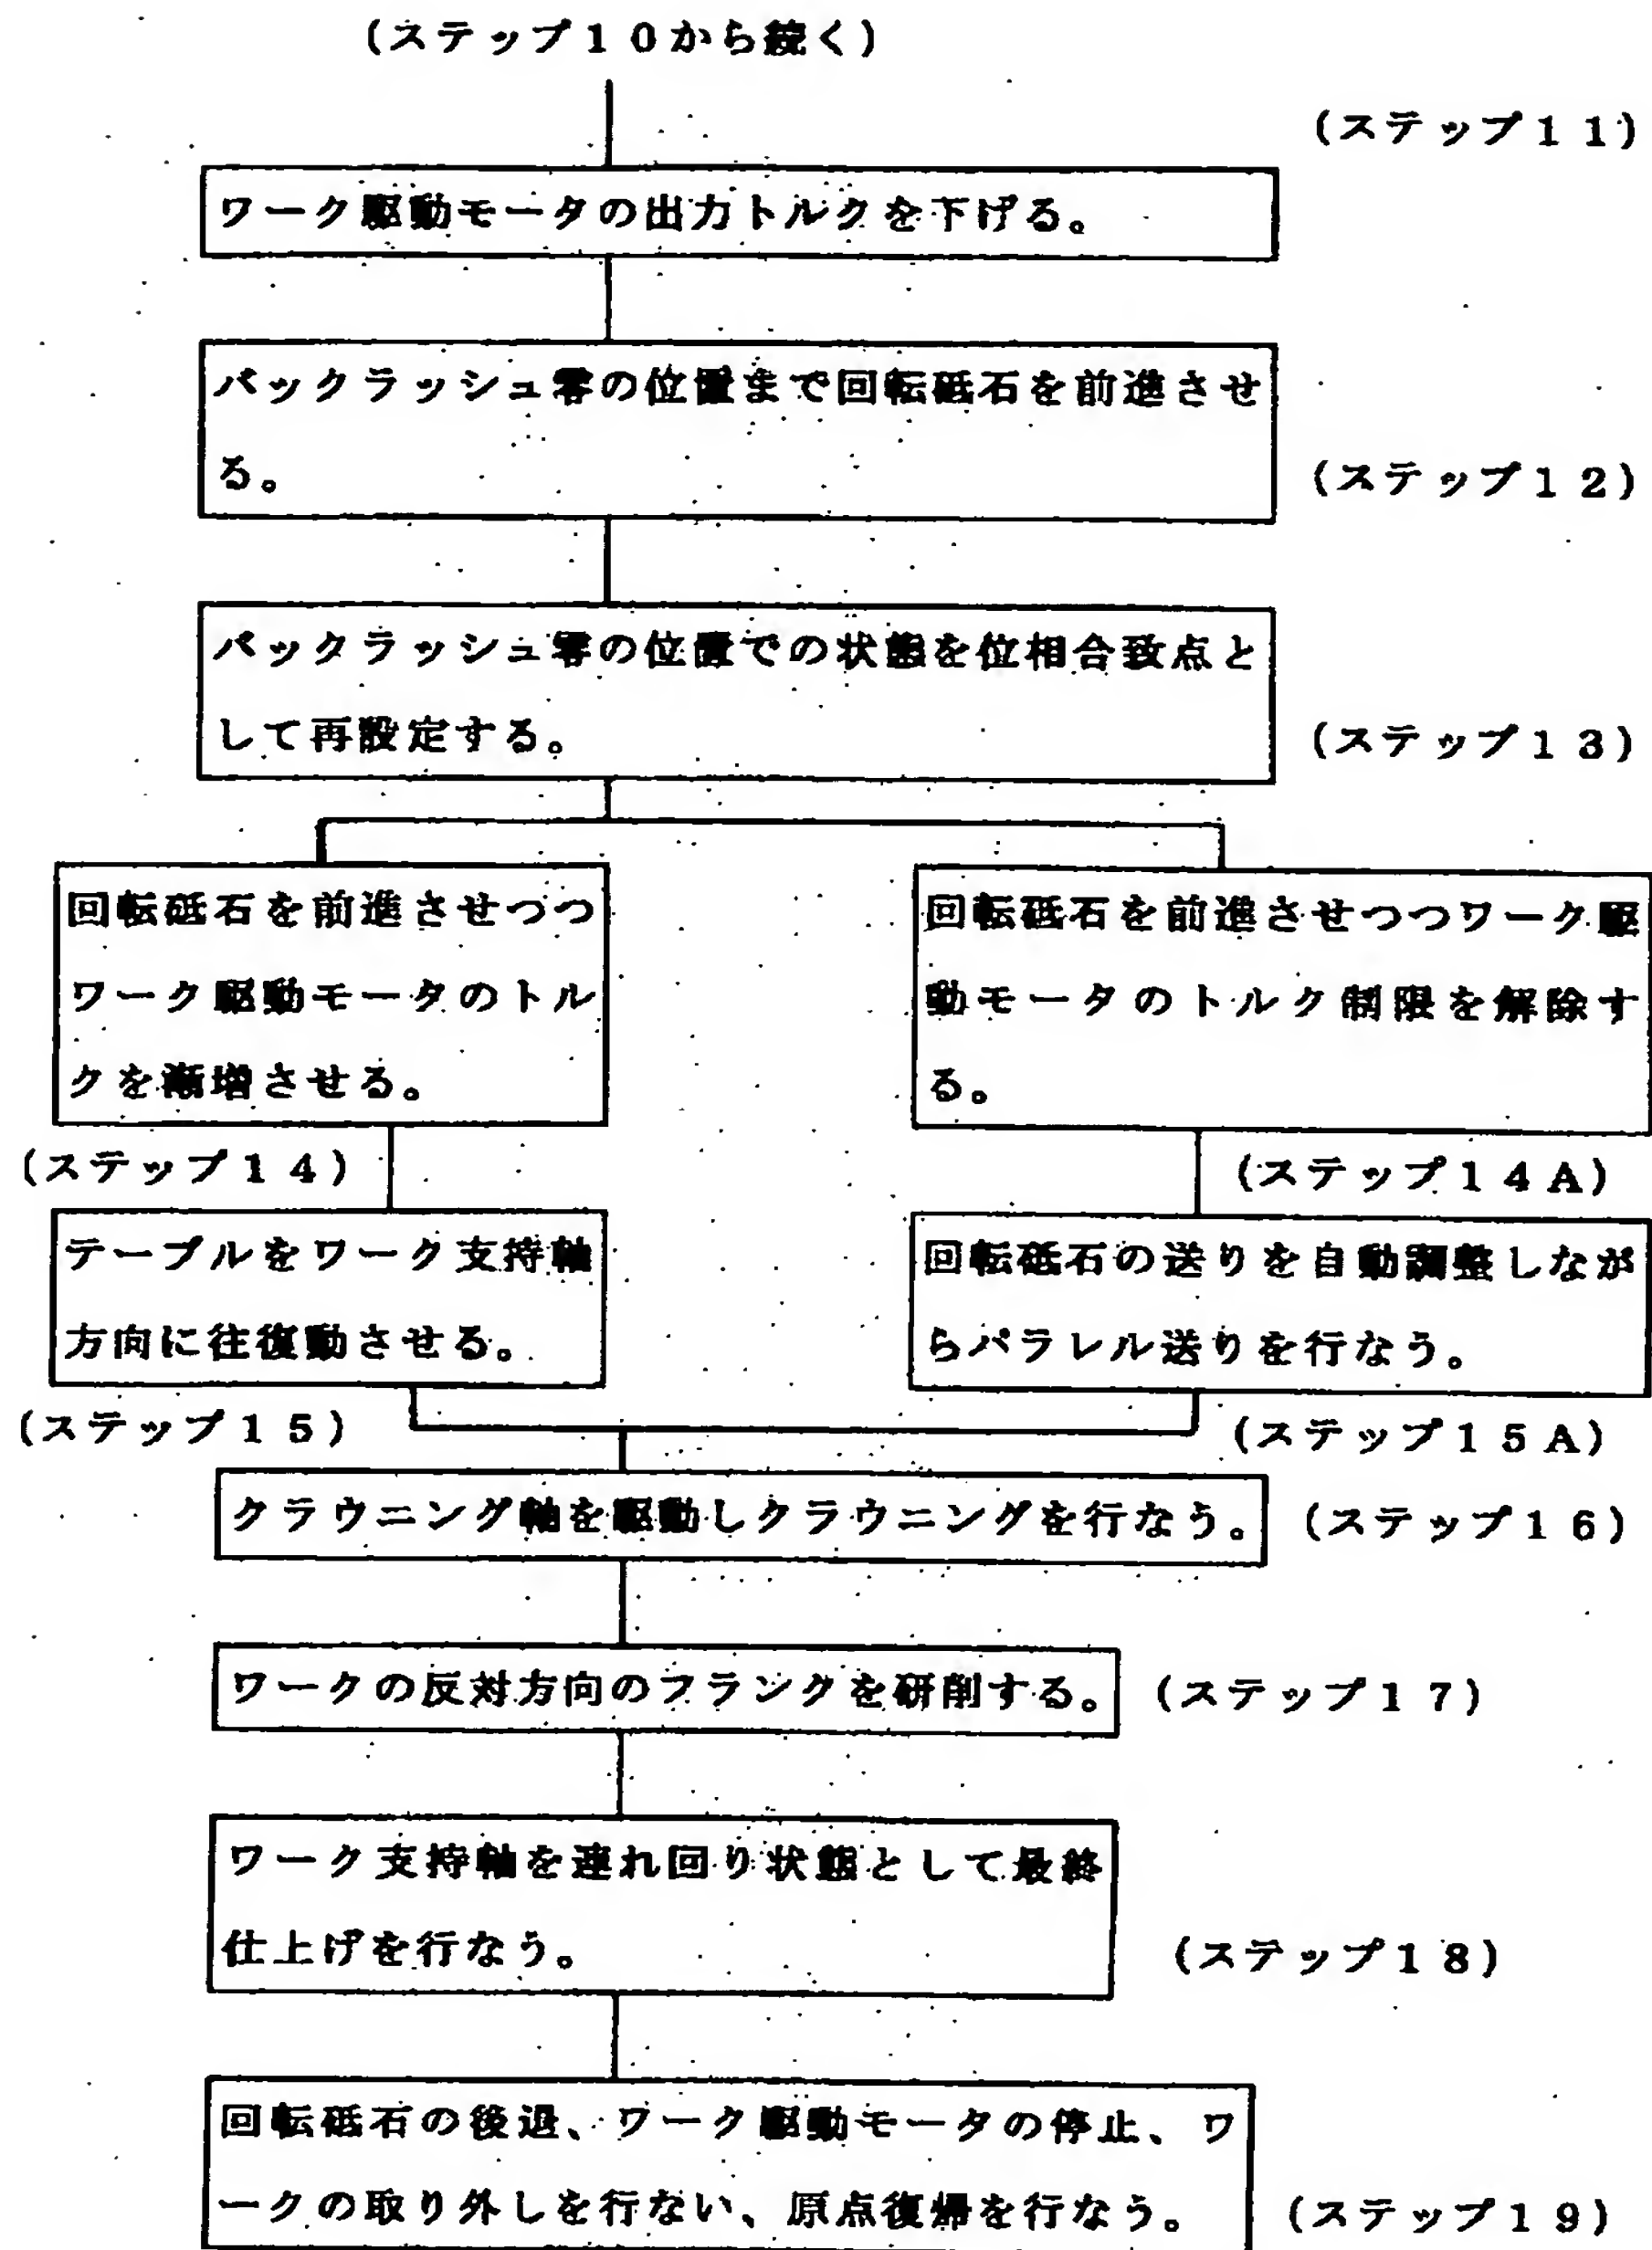 (ステップ10から続く)
(ステップ11)
ワーク駆動モータの出力トルクを下げる。
バックラッシュ零の位置まで回転砥石を前進させ
る。
(ステップ12)
バックラッシュ零の位置での状態を位相合致点と
して再設定する。
(ステップ13)
回転砥石を前進させつつ
ワーク駆動モータのトル
クを漸増させる。
(ステップ14)
回転砥石を前進させつつワーク駆
動モータのトルク制限を解除す
る。
(ステップ14A)
テーブルをワーク支持軸
方向に往復動させる。
(ステップ15)
回転砥石の送りを自動調整しなが
らパラレル送りを行なう。
(ステップ15A)
クラウニング軸を駆動しクラウニングを行なう。
(ステップ16)
ワークの反対方向のフランクを研削する。
(ステップ17)
ワーク支持軸を連れ回り状態として最終
仕上げを行なう。
(ステップ18)
回転砥石の後退、ワーク駆動モータの停止、ワ
ークの取り外しを行ない、原点復帰を行なう。
(ステップ19)